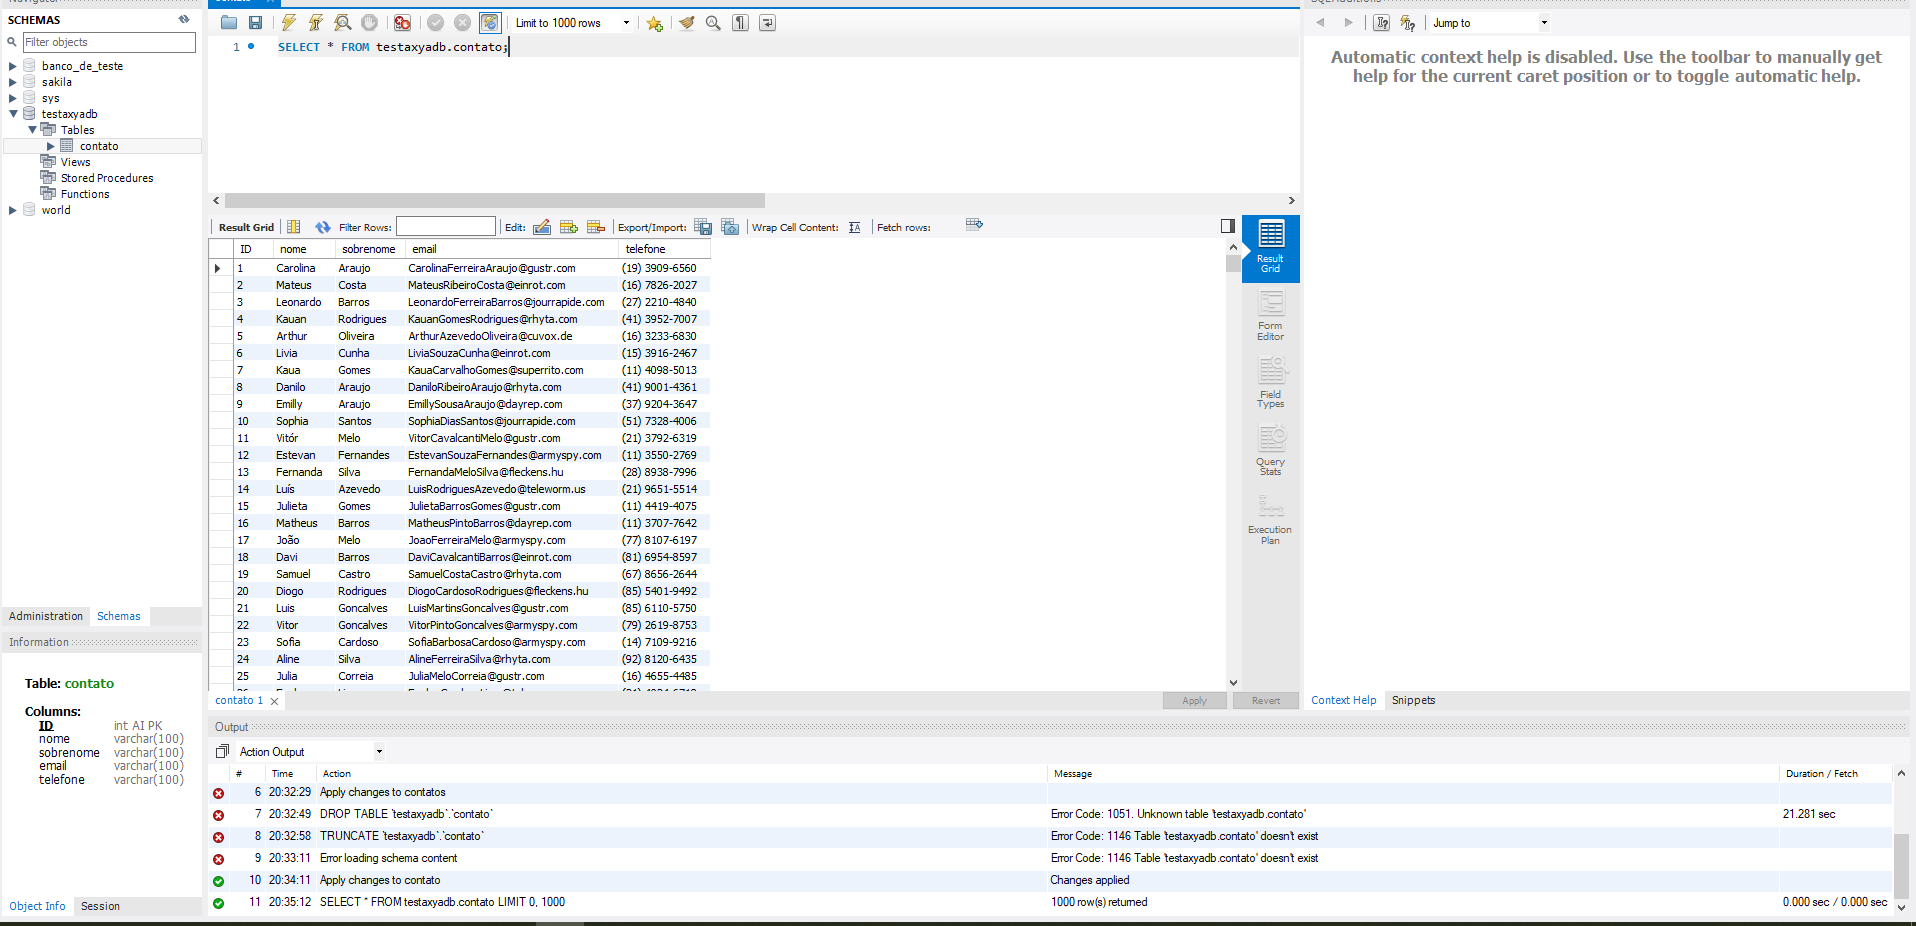 SCHEMAS
Filter objects
banco_de_teste
sakila
sys
testaxyadb
Tables
contato
Views
Stored Procedures
Functions
world
Administration Schemas
Information
Table: contato
Columns:
ID int AI PK
nome varchar(100)
sobrenome varchar(100)
email varchar(100)
telefone varchar(100)
Object Info Session
Limit to 1000 rows
1 SELECT * FROM testaxyadb.contato;
Result Grid Filter Rows: Edit: Export/Import: Wrap Cell Content: Fetch rows:
ID nome sobrenome email telefone
1 Carolina Araujo CarolinaFerreiraAraujo@gustr.com (19) 3909-6560
2 Mateus Costa MateusRibeiroCosta@einrot.com (16) 7826-2027
3 Leonardo Barros LeonardoFerreiraBarros@jourrapide.com (27) 2210-4840
4 Kauan Rodrigues KauanGomesRodrigues@rhyta.com (41) 3952-7007
5 Arthur Oliveira ArthurAzevedoOliveira@cuvox.de (16) 3233-6830
6 Livia Cunha LiviaSouzaCunha@einrot.com (15) 3916-2467
7 Kaua Gomes KauaCarvalhoGomes@superrito.com (11) 4098-5013
8 Danilo Araujo DaniloRibeiroAraujo@rhyta.com (41) 9001-4361
9 Emilly Araujo EmillySousaAraujo@dayrep.com (37) 9204-3647
10 Sophia Santos SophiaDiasSantos@jourrapide.com (51) 7328-4006
11 Vitór Melo VitorCavalcantiMelo@gustr.com (21) 3792-6319
12 Estevan Fernandes EstevanSouzaFernandes@armyspy.com (11) 3550-2769
13 Fernanda Silva FernandaMeloSilva@fleckens.hu (28) 8938-7996
14 Luís Azevedo LuisRodriguesAzevedo@teleworm.us (21) 9651-5514
15 Julieta Gomes JulietaBarrosGomes@gustr.com (11) 4419-4075
16 Matheus Barros MatheusPintoBarros@dayrep.com (11) 3707-7642
17 João Melo JoaoFerreiraMelo@armyspy.com (77) 8107-6197
18 Davi Barros DaviCavalcantiBarros@einrot.com (81) 6954-8597
19 Samuel Castro SamuelCostaCastro@rhyta.com (67) 8656-2644
20 Diogo Rodrigues DiogoCardosoRodrigues@fleckens.hu (85) 5401-9492
21 Luis Goncalves LuisMartinsGoncalves@gustr.com (85) 6110-5750
22 Vitor Goncalves VitorPintoGoncalves@armyspy.com (79) 2619-8753
23 Sofia Cardoso SofiaBarbosaCardoso@armyspy.com (14) 7109-9216
24 Aline Silva AlineFerreiraSilva@rhyta.com (92) 8120-6435
25 Julia Correia JuliaMeloCorreia@gustr.com (16) 4655-4485
contato 1
Apply Revert
Result
Grid
Form
Editor
Field
Types
Query
Stats
Execution
Plan
Jump to
Automatic context help is disabled. Use the toolbar to manually get
help for the current caret position or to toggle automatic help.
Context Help Snippets
Output
Action Output
# Time Action Message Duration / Fetch
6 20:32:29 Apply changes to contatos
7 20:32:49 DROP TABLE `testaxyadb`.`contato` Error Code: 1051. Unknown table 'testaxyadb.contato' 21.281 sec
8 20:32:58 TRUNCATE `testaxyadb`.`contato` Error Code: 1146 Table 'testaxyadb.contato' doesn't exist
9 20:33:11 Error loading schema content Error Code: 1146 Table 'testaxyadb.contato' doesn't exist
10 20:34:11 Apply changes to contato Changes applied
11 20:35:12 SELECT * FROM testaxyadb.contato LIMIT 0, 1000 1000 row(s) returned 0.000 sec / 0.000 sec